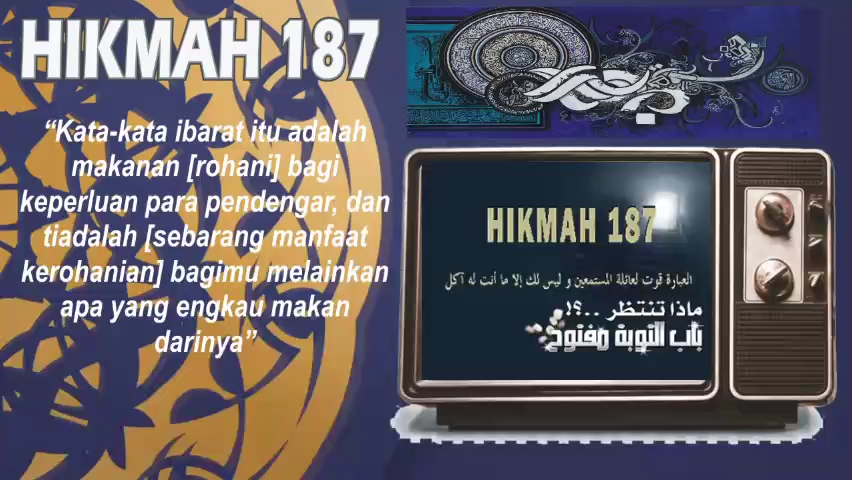 HIKMAH 187
“Kata-kata ibarat itu adalah
makanan [rohani] bagi
keperluan para pendengar, dan
tiadalah [sebarang manfaat
kerohanian] bagimu melainkan
apa yang engkau makan
darinya”
HIKMAH 187
العبارة قوت لعائلة المستمعين و ليس لك إلا ما أنت له آكل
ماذا تنتظر ..؟!
باب التوبة مفتوح